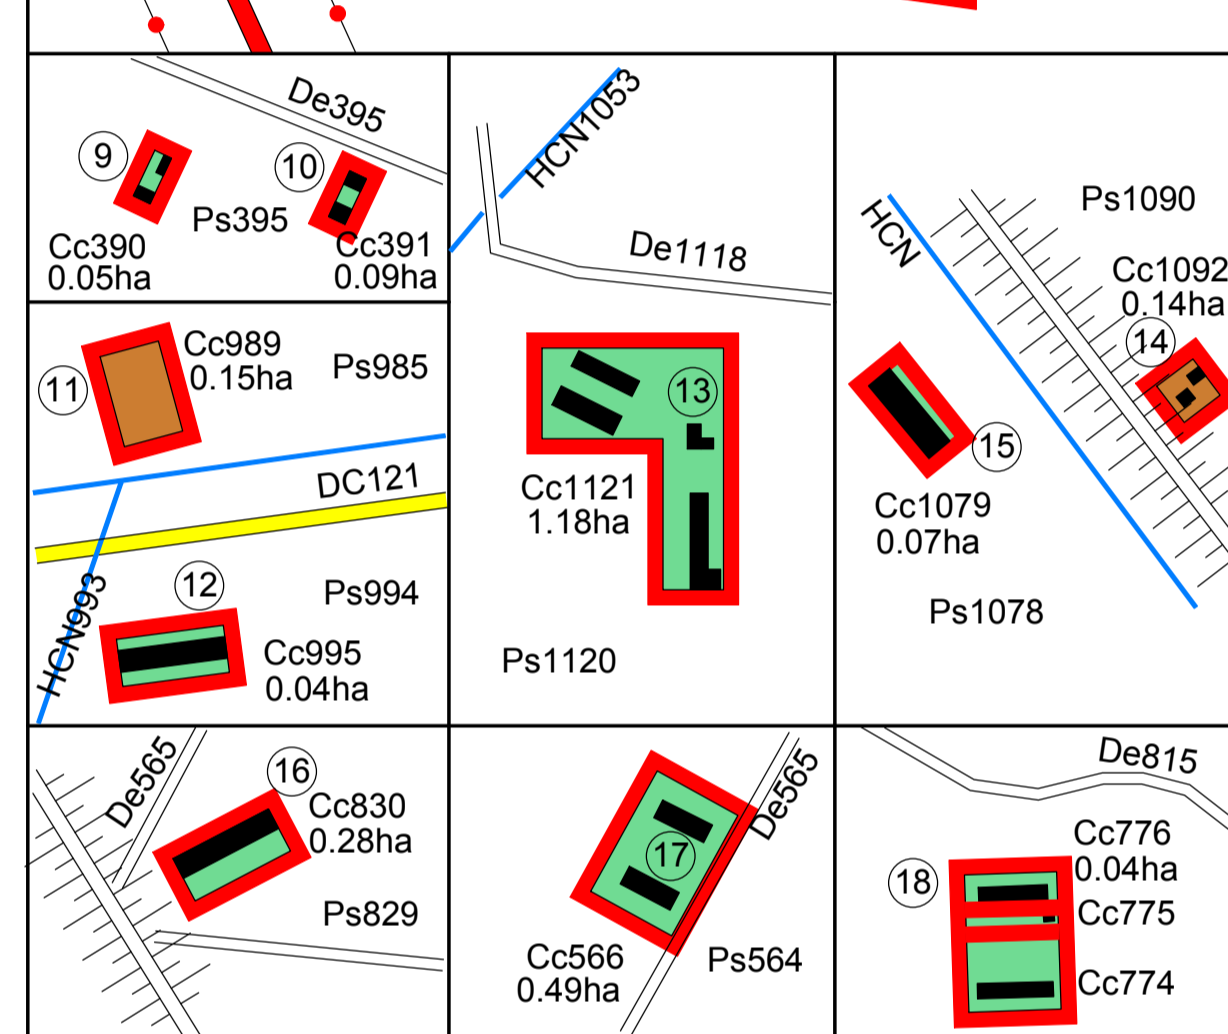 De395
9
10
Ps395
Cc390
0.05ha
Cc391
0.09ha
HCN1053
De1118
HCN
Ps1090
Cc1092
0.14ha
14
11
Cc989
0.15ha
Ps985
DC121
HCN993
12
Ps994
Cc995
0.04ha
13
Cc1121
1.18ha
Ps1120
15
Cc1079
0.07ha
Ps1078
De565
16
Cc830
0.28ha
Ps829
De565
17
Cc566
0.49ha
Ps564
De815
18
Cc776
0.04ha
Cc775
Cc774